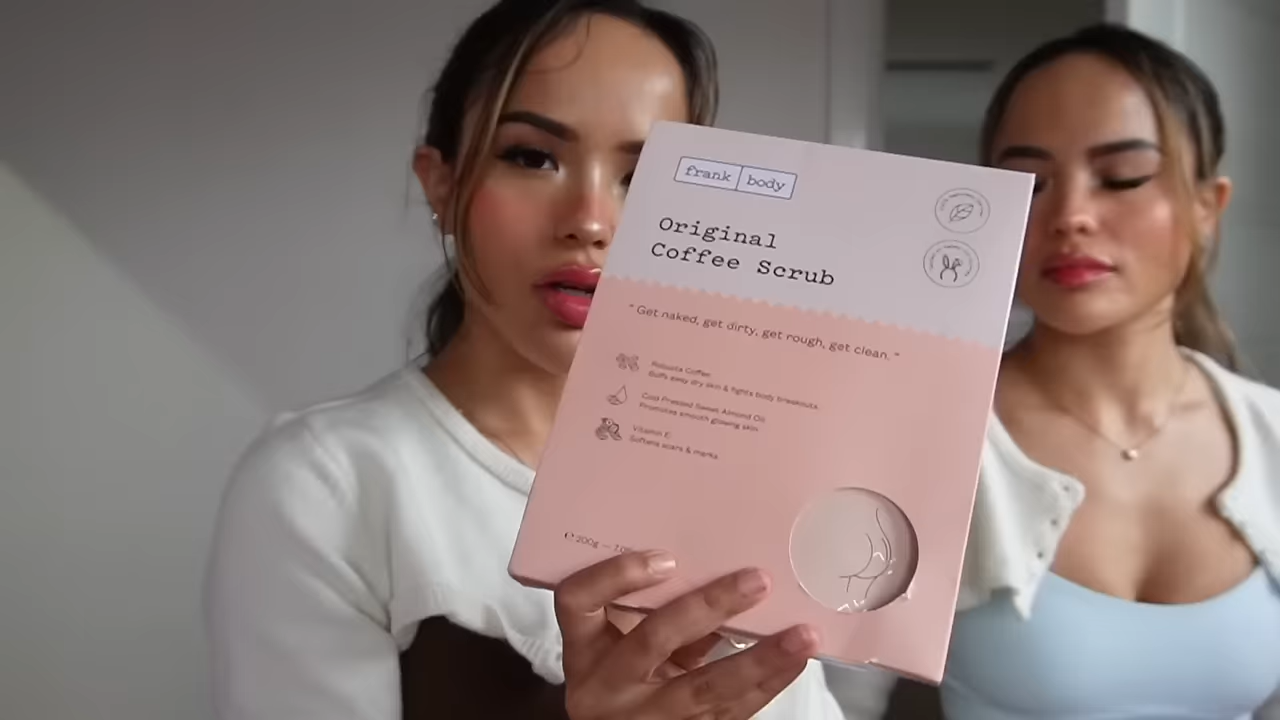 frank body
Original
Coffee Scrub
“ Get naked, get dirty, get rough, get clean. ”
Robusta Coffee
Buffs away dry skin & fights body breakouts.
Cold Pressed Sweet Almond Oil
Promotes smooth glowing skin
Vitamin E
Softens scars & marks
℮ 200g —